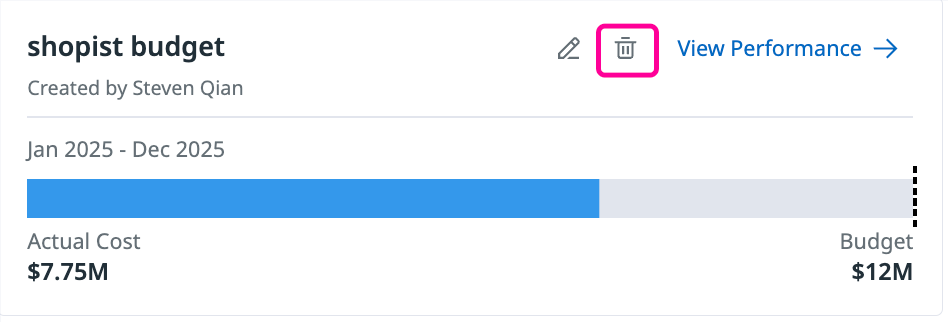 shopist budget
View Performance
Created by Steven Qian
Jan 2025 - Dec 2025
Actual Cost
Budget
$7.75M
$12M